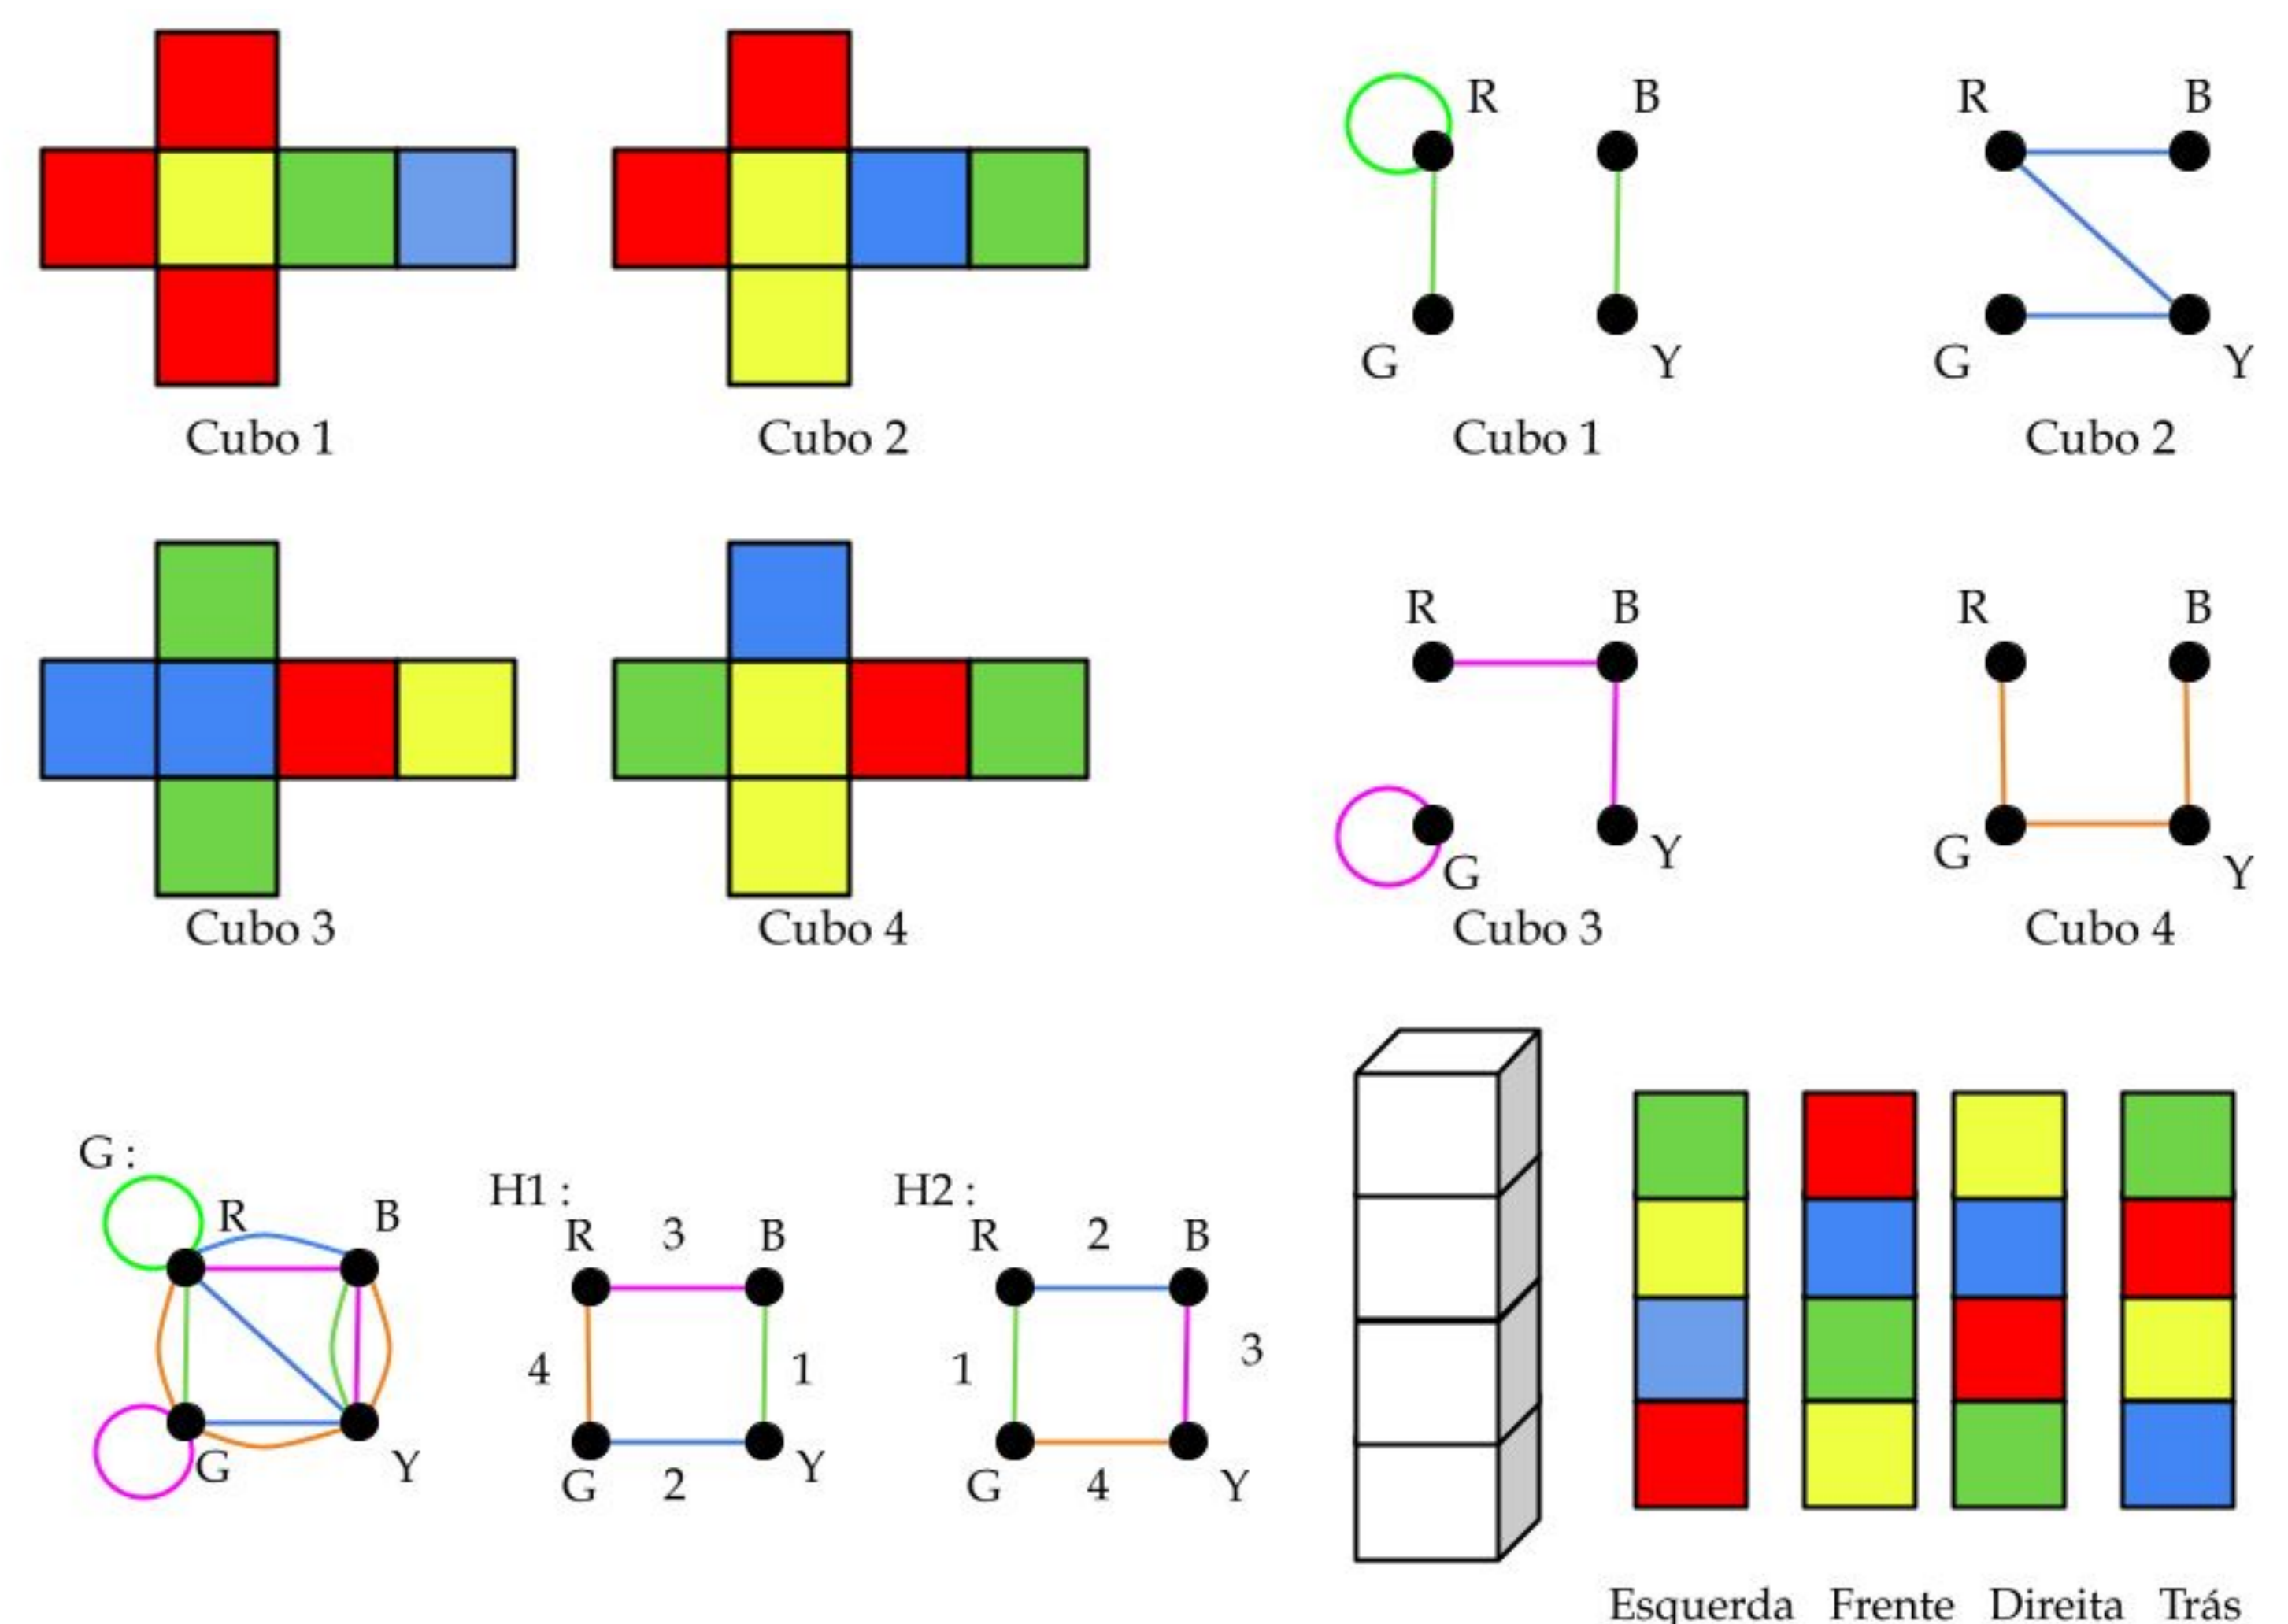 R B R B
G Y G Y
Cubo 1 Cubo 2 Cubo 1 Cubo 2
R B R B
G Y G Y
Cubo 3 Cubo 4 Cubo 3 Cubo 4
G :
R B
G Y
H1 :
R 3 B
4 1
G 2 Y
H2 :
R 2 B
1 3
G 4 Y
Esquerda Frente Direita Trás